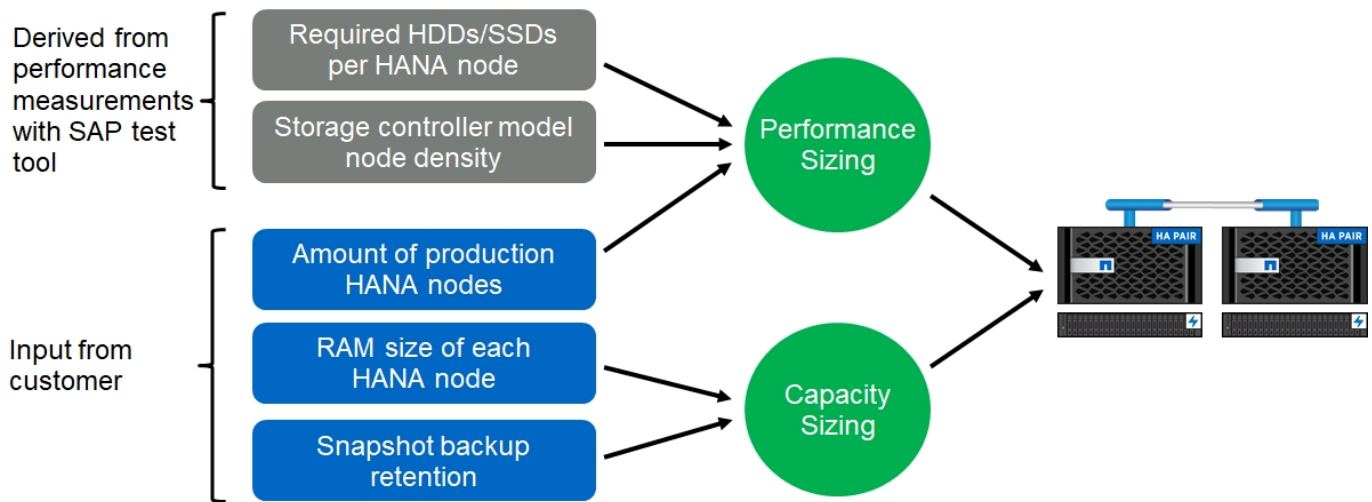 Derived from
performance
measurements
with SAP test
tool
Required HDDs/SSDs
per HANA node
Storage controller model
node density
Performance
Sizing
Input from
customer
Amount of production
HANA nodes
RAM size of each
HANA node
Snapshot backup
retention
Capacity
Sizing
HA PAIR
HA PAIR